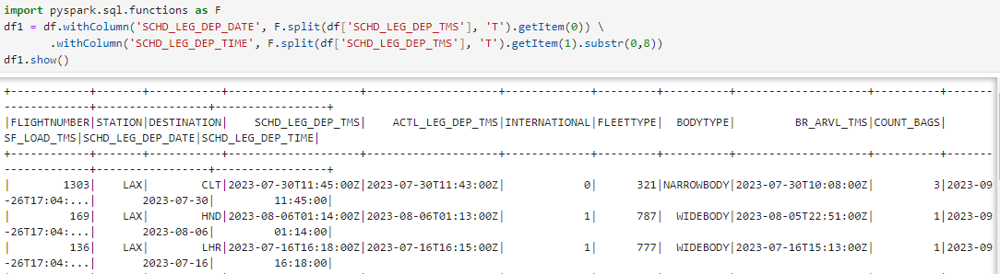 import pyspark.sql.functions as F
df1 = df.withColumn('SCHD_LEG_DEP_DATE', F.split(df['SCHD_LEG_DEP_TMS'], 'T').getItem(0)) \
       .withColumn('SCHD_LEG_DEP_TIME', F.split(df['SCHD_LEG_DEP_TMS'], 'T').getItem(1).substr(0,8))
df1.show()
+------------+-------+-----------+--------------------+--------------------+-------------+---------+----------+--------------------+----------+-------
-------------+-----------------+-----------------+
|FLIGHTNUMBER|STATION|DESTINATION|    SCHD_LEG_DEP_TMS|    ACTL_LEG_DEP_TMS|INTERNATIONAL|FLEETTYPE|  BODYTYPE|         BR_ARVL_TMS|COUNT_BAGS|
SF_LOAD_TMS|SCHD_LEG_DEP_DATE|SCHD_LEG_DEP_TIME|
+------------+-------+-----------+--------------------+--------------------+-------------+---------+----------+--------------------+----------+-------
-------------+-----------------+-----------------+
|        1303|    LAX|        CLT|2023-07-30T11:45:00Z|2023-07-30T11:43:00Z|            0|      321|NARROWBODY|2023-07-30T10:08:00Z|         3|2023-09
-26T17:04:...|       2023-07-30|         11:45:00|
|         169|    LAX|        HND|2023-08-06T01:14:00Z|2023-08-06T01:13:00Z|            1|      787|  WIDEBODY|2023-08-05T22:51:00Z|         1|2023-09
-26T17:04:...|       2023-08-06|         01:14:00|
|         136|    LAX|        LHR|2023-07-16T16:18:00Z|2023-07-16T16:15:00Z|            1|      777|  WIDEBODY|2023-07-16T15:13:00Z|         1|2023-09
-26T17:04:...|       2023-07-16|         16:18:00|